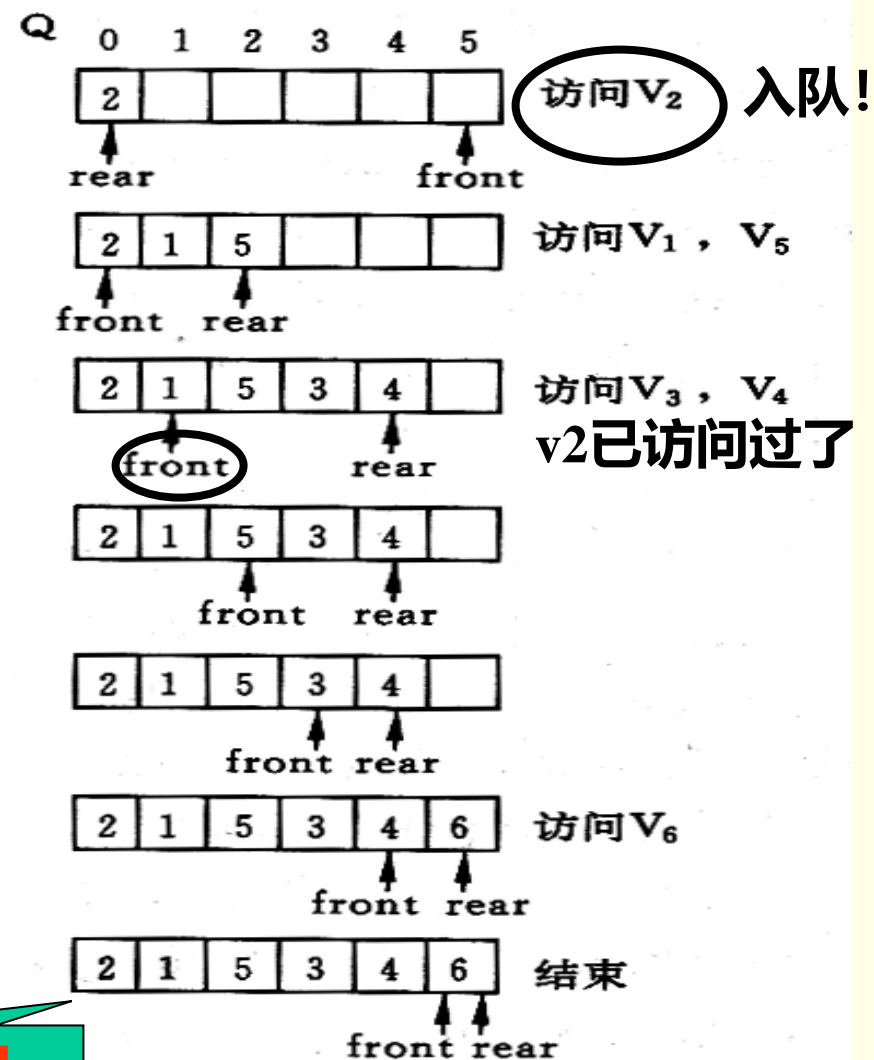 Q
0 1 2 3 4 5
2 访问V₂ 入队!
rear front
2 1 5 访问V₁，V₅
front rear
2 1 5 3 4 访问V₃，V₄
v2已访问过了
front rear
2 1 5 3 4
front rear
2 1 5 3 4
front rear
2 1 5 3 4 6 访问V₆
front rear
2 1 5 3 4 6 结束
front rear